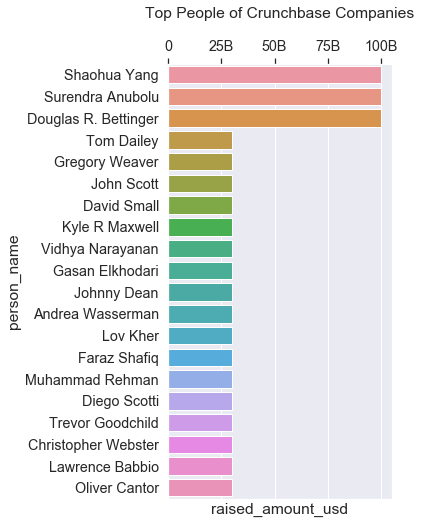 Top People of Crunchbase Companies
0 25B 50B 75B 100B
Shaohua Yang
Surendra Anubolu
Douglas R. Bettinger
Tom Dailey
Gregory Weaver
John Scott
David Small
Kyle R Maxwell
Vidhya Narayanan
Gasan Elkhodari
Johnny Dean
Andrea Wasserman
Lov Kher
Faraz Shafiq
Muhammad Rehman
Diego Scotti
Trevor Goodchild
Christopher Webster
Lawrence Babbio
Oliver Cantor
person_name
raised_amount_usd